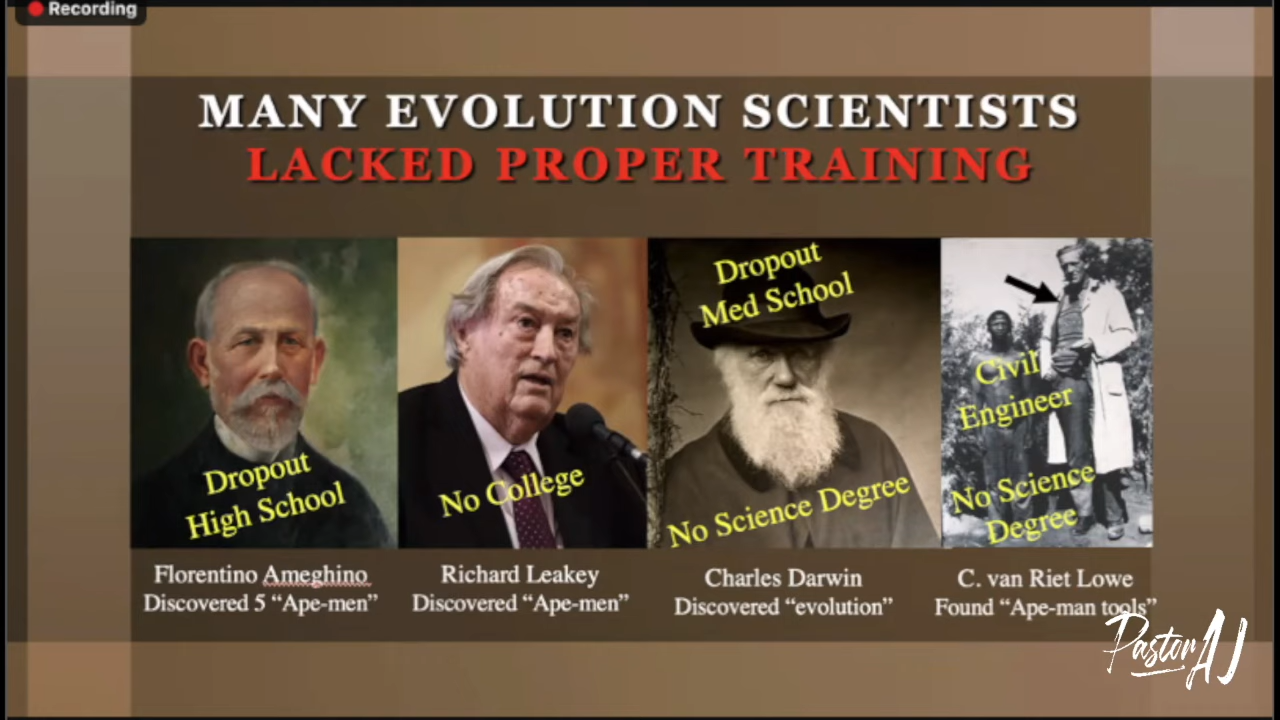 Recording
MANY EVOLUTION SCIENTISTS
LACKED PROPER TRAINING
Dropout
High School
Florentino Ameghino
Discovered 5 “Ape-men”
No College
Richard Leakey
Discovered “Ape-men”
Dropout
Med School
No Science Degree
Charles Darwin
Discovered “evolution”
Civil
Engineer
No Science
Degree
C. van Riet Lowe
Found “Ape-man tools”
Pastor AJ